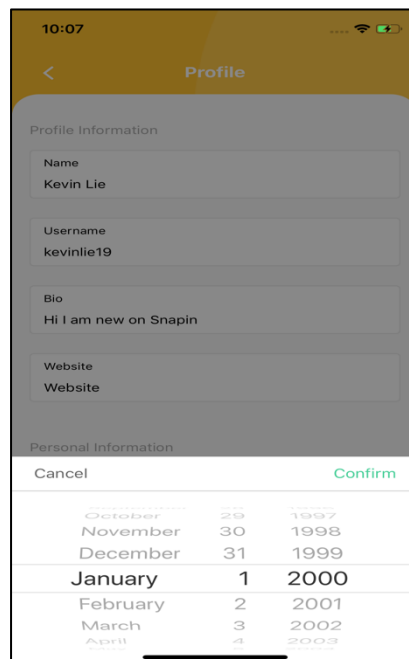 10:07
Profile
Profile Information
Name
Kevin Lie
Username
kevinlie19
Bio
Hi I am new on Snapin
Website
Website
Personal Information
Cancel Confirm
October 29 1997
November 30 1998
December 31 1999
January 1 2000
February 2 2001
March 3 2002
April 4 2003